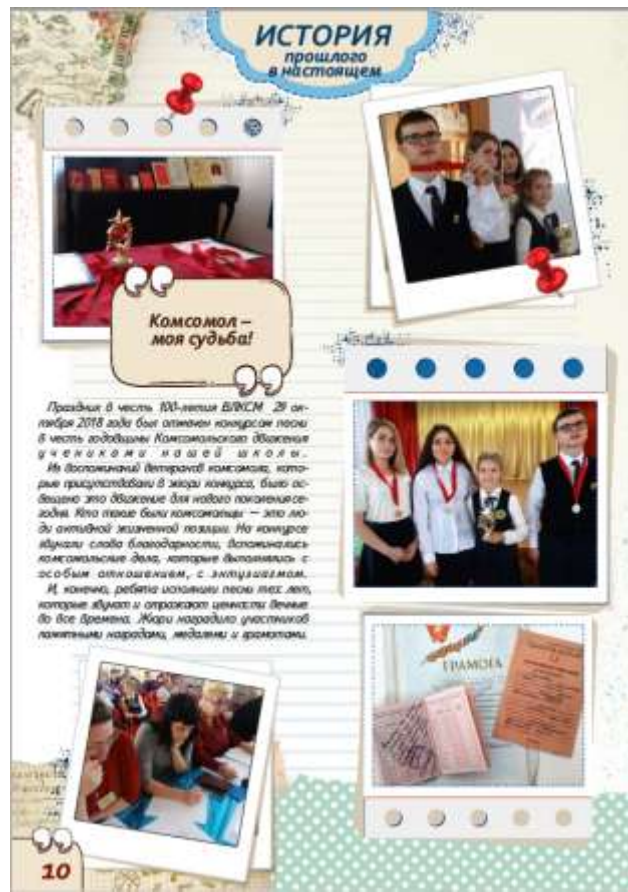 ИСТОРИЯ
прошлого
в настоящем
Комсомол –
моя судьба!
Праздник в честь 100-летия ВЛКСМ 29 ок-
тября 2018 года был отмечен конкурсом песни
в честь годовщины Комсомольского движения
учениками нашей школы.
Из воспоминаний ветеранов комсомола, кото-
рые присутствовали в жюри конкурса, было ос-
вещено это движение для нового поколения се-
годня. Кто такие были комсомольцы — это лю-
ди активной жизненной позиции. На конкурсе
звучали слова благодарности, вспоминались
комсомольские дела, которые выполнялись с
особым отношением, с энтузиазмом.
И, конечно, ребята исполнили песни тех лет,
которые звучат и отражают ценности вечные
во все времена. Жюри наградило участников
памятными наградами, медалями и грамотами.
ГРАМОТА
10